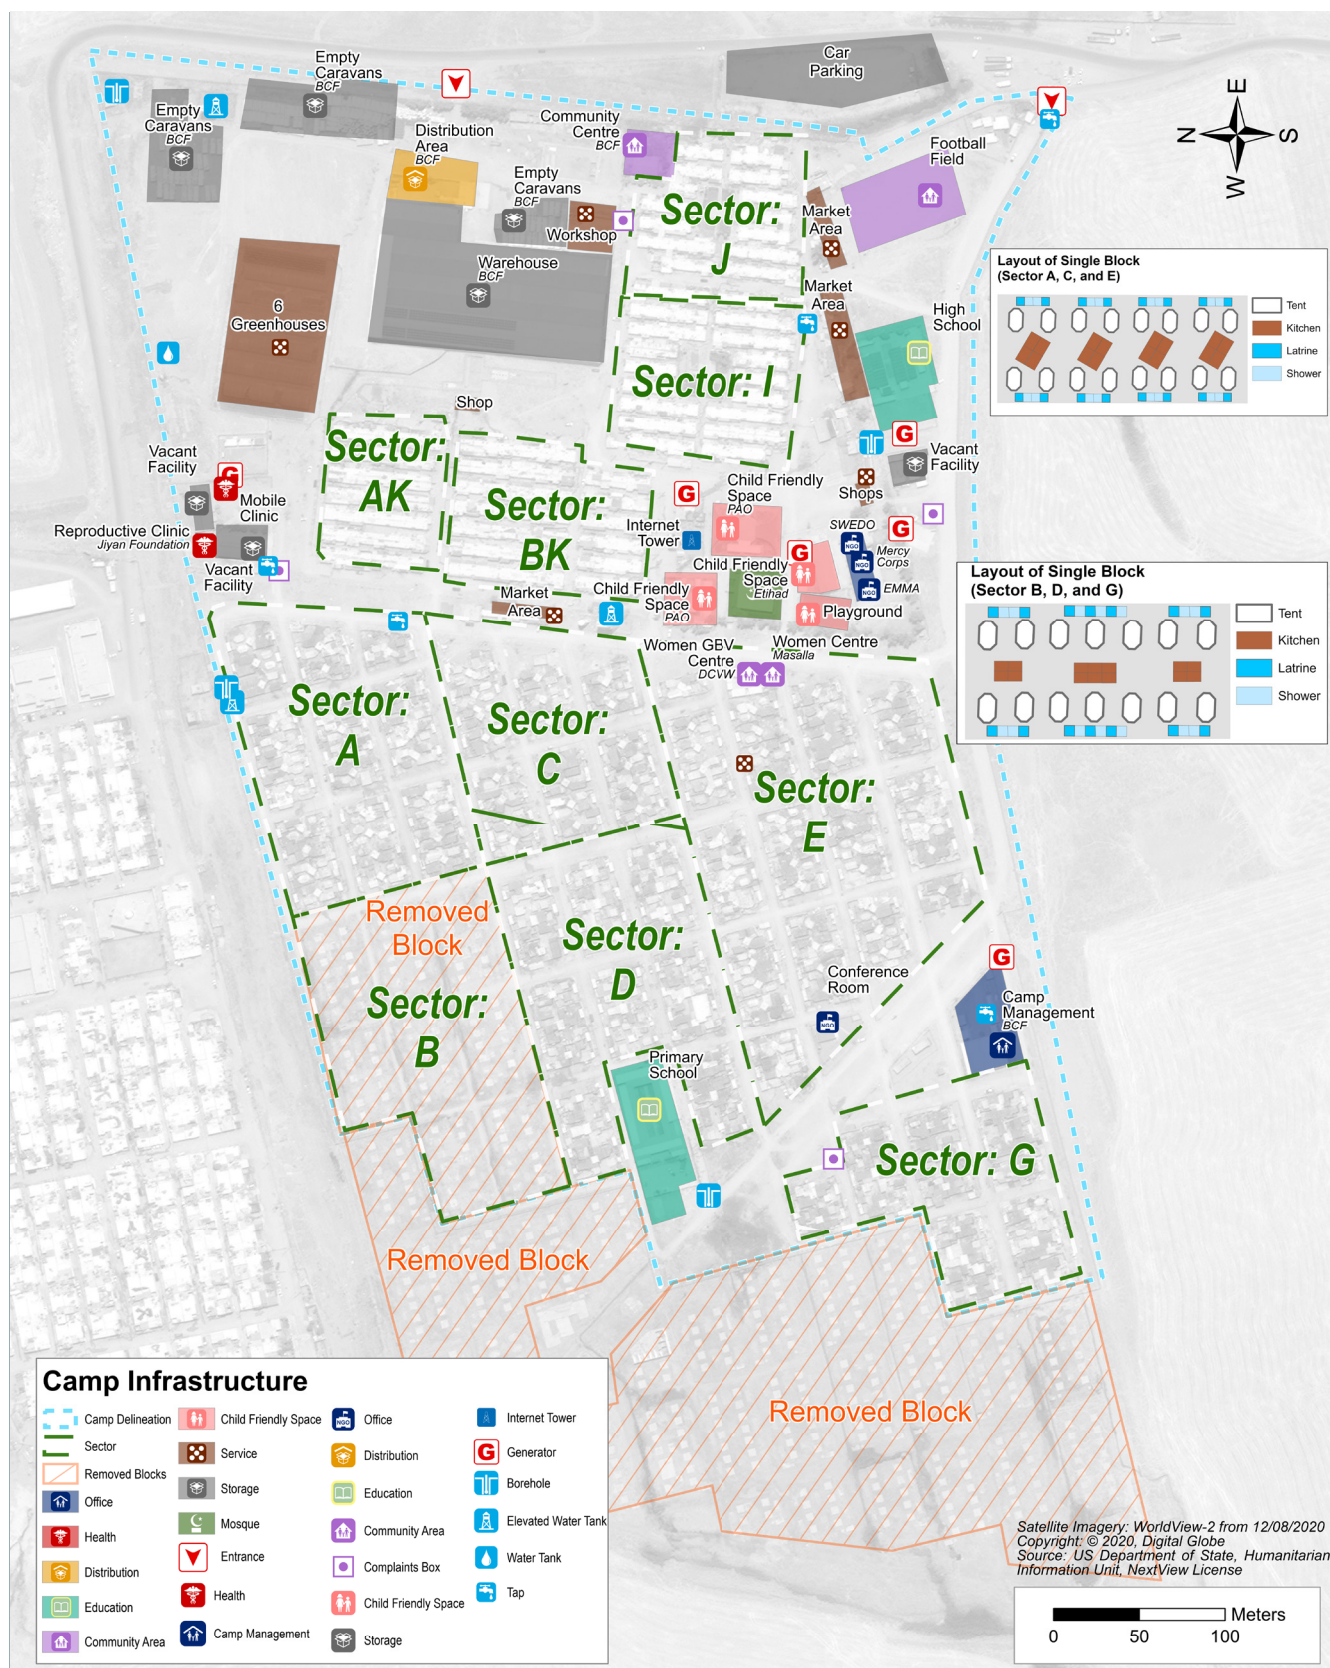 Car
Parking
Empty
Caravans
BCF
Empty
Caravans
BCF
Distribution
Area
BCF
Community
Centre
BCF
Football
Field
Empty
Caravans
BCF
Workshop
Market
Area
Sector:
J
Warehouse
BCF
Market
Area
High
School
6
Greenhouses
Sector: I
Shop
Sector:
AK
Sector:
BK
Vacant
Facility
G
Mobile
Clinic
Reproductive Clinic
Jiyan Foundation
Vacant
Facility
G
Vacant
Facility
Shops
G
Child Friendly
Space
PAO
Internet
Tower
SWEDO
NGO
G
Mercy
Corps
NGO
EMMA
NGO
G
Child Friendly
Space
Etihad
Child Friendly
Space
PAO
Playground
Market
Area
Women GBV
Centre
DCVW
Women Centre
Masalla
Sector:
A
Sector:
C
Sector:
E
Removed
Block
Sector:
B
Sector:
D
Conference
Room
NGO
G
Camp
Management
BCF
Primary
School
Sector: G
Removed Block
Removed Block
E
N
S
W
Layout of Single Block
(Sector A, C, and E)
Tent
Kitchen
Latrine
Shower
Layout of Single Block
(Sector B, D, and G)
Tent
Kitchen
Latrine
Shower
Camp Infrastructure
Camp Delineation
Sector
Removed Blocks
Office
Health
Distribution
Education
Community Area
Child Friendly Space
Service
Storage
Mosque
Entrance
Health
Camp Management
NGO
Office
Distribution
Education
Community Area
Complaints Box
Child Friendly Space
Storage
Internet Tower
G
Generator
Borehole
Elevated Water Tank
Water Tank
Tap
Satellite Imagery: WorldView-2 from 12/08/2020
Copyright: © 2020, Digital Globe
Source: US Department of State, Humanitarian
Information Unit, NextView License
Meters
0 50 100